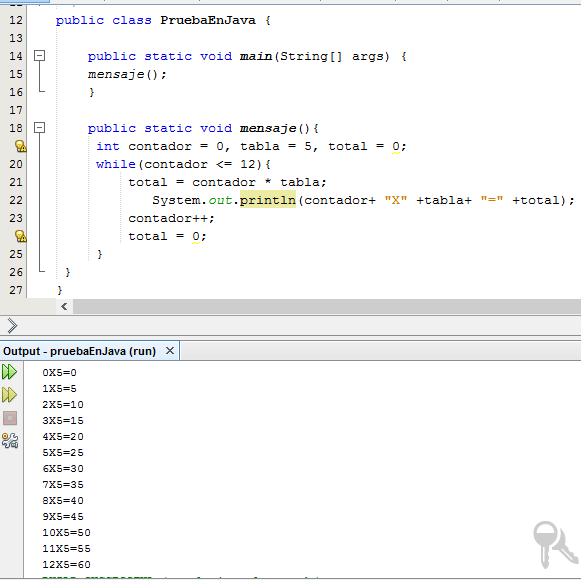 12 public class PruebaEnJava {
13
14 public static void main(String[] args) {
15 mensaje();
16 }
17
18 public static void mensaje(){
int contador = 0, tabla = 5, total = 0;
20 while(contador <= 12){
21 total = contador * tabla;
22 System.out.println(contador+ "X" +tabla+ "=" +total);
23 contador++;
total = 0;
25 }
26 }
27 }
Output - pruebaEnJava (run)
0X5=0
1X5=5
2X5=10
3X5=15
4X5=20
5X5=25
6X5=30
7X5=35
8X5=40
9X5=45
10X5=50
11X5=55
12X5=60